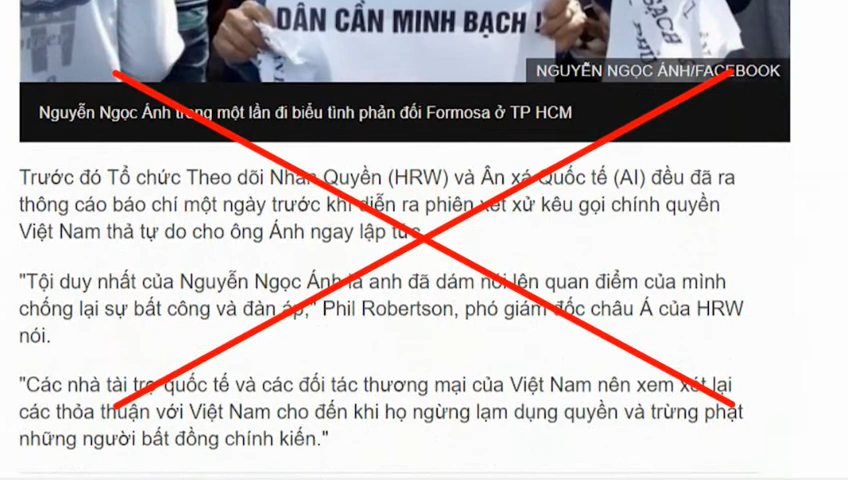 DÂN CẦN MINH BẠCH !
BẠCH
NGUYỄN NGỌC ÁNH/FACEBOOK
Nguyễn Ngọc Ánh trong một lần đi biểu tình phản đối Formosa ở TP HCM
Trước đó Tổ chức Theo dõi Nhân Quyền (HRW) và Ân xá Quốc tế (AI) đều đã ra
thông cáo báo chí một ngày trước khi diễn ra phiên xét xử kêu gọi chính quyền
Việt Nam thả tự do cho ông Ánh ngay lập tức.
"Tội duy nhất của Nguyễn Ngọc Ánh là anh đã dám nói lên quan điểm của mình
chống lại sự bất công và đàn áp," Phil Robertson, phó giám đốc châu Á của HRW
nói.
"Các nhà tài trợ quốc tế và các đối tác thương mại của Việt Nam nên xem xét lại
các thỏa thuận với Việt Nam cho đến khi họ ngừng lạm dụng quyền và trừng phạt
những người bất đồng chính kiến."